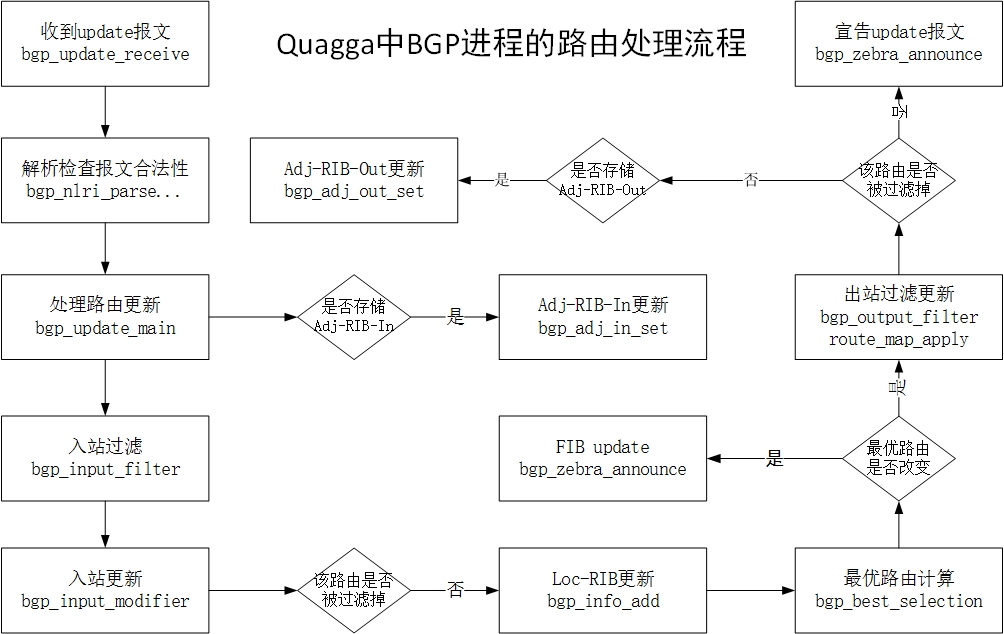 Quagga中BGP进程的路由处理流程
收到update报文
bgp_update_receive
解析检查报文合法性
bgp_nlri_parse...
处理路由更新
bgp_update_main
是否存储
Adj-RIB-In
是
Adj-RIB-In更新
bgp_adj_in_set
入站过滤
bgp_input_filter
入站更新
bgp_input_modifier
该路由是否
被过滤掉
否
Loc-RIB更新
bgp_info_add
最优路由计算
bgp_best_selection
最优路由
是否改变
是
FIB update
bgp_zebra_announce
是
出站过滤更新
bgp_output_filter
route_map_apply
该路由是否
被过滤掉
否
是否存储
Adj-RIB-Out
是
Adj-RIB-Out更新
bgp_adj_out_set
否
宣告update报文
bgp_zebra_announce